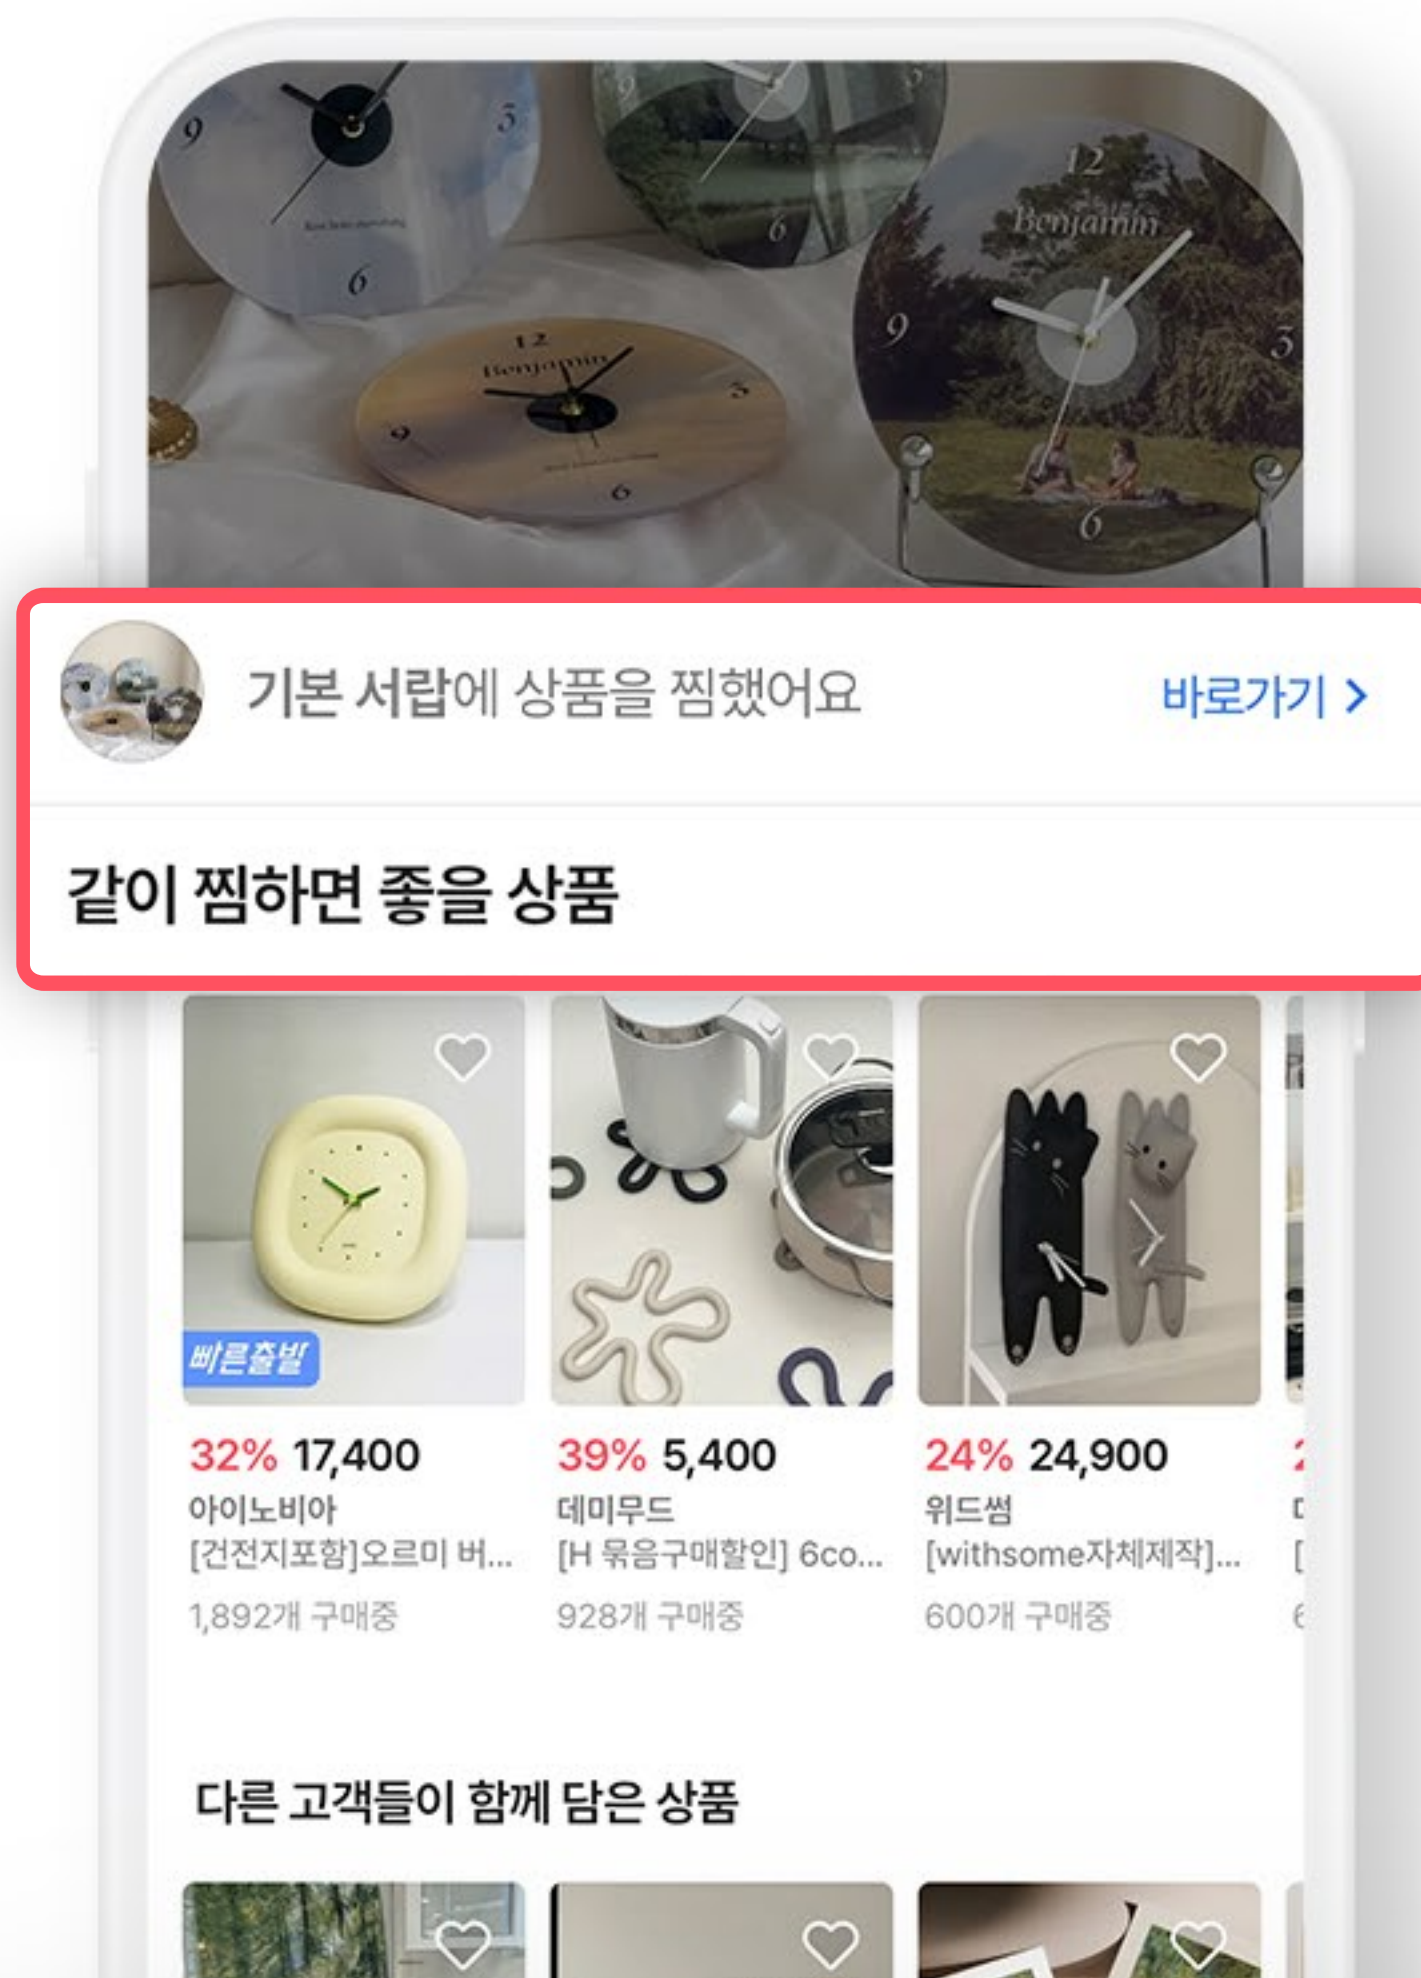 9
3
6
9
6
12
Benjamin
9
3
6
12
Benjamin
9
3
6
기본 서랍에 상품을 찜했어요
바로가기 >
같이 찜하면 좋을 상품
빠른출발
32% 17,400
39% 5,400
24% 24,900
아이노비아
데미무드
위드썸
[건전지포함]오르미 버...
[H 묶음구매할인] 6co...
[withsome자체제작]...
1,892개 구매중
928개 구매중
600개 구매중
다른 고객들이 함께 담은 상품